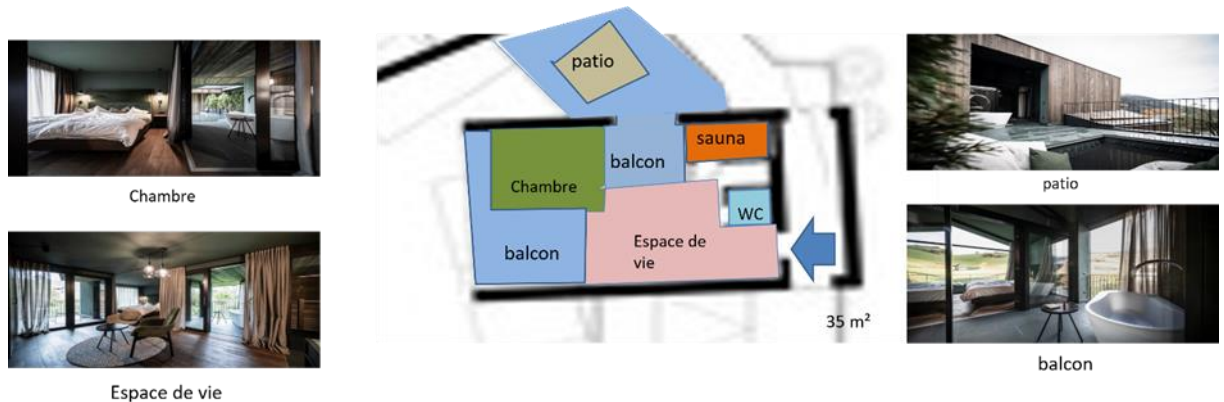 Chambre
Espace de vie
patio
balcon
sauna
Chambre
WC
balcon
Espace de
vie
35 m²
patio
balcon